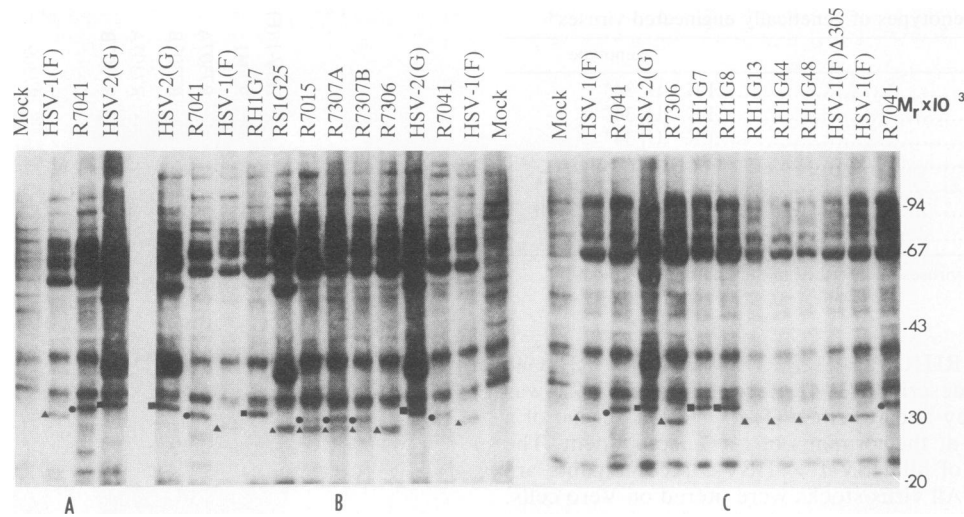 Mock
HSV-1(F)
R7041
HSV-2(G)
HSV-2(G)
R7041
HSV-1(F)
RH1G7
RS1G25
R7015
R7307A
R7307B
R7306
HSV-2(G)
R7041
HSV-1(F)
Mock
Mock
HSV-1(F)
R7041
HSV-2(G)
R7306
RH1G7
RH1G8
RH1G13
RH1G44
RH1G48
HSV-1(F)Δ305
HSV-1(F)
R7041
Mr x10 3
-94
-67
-43
-30
-20
A
B
C